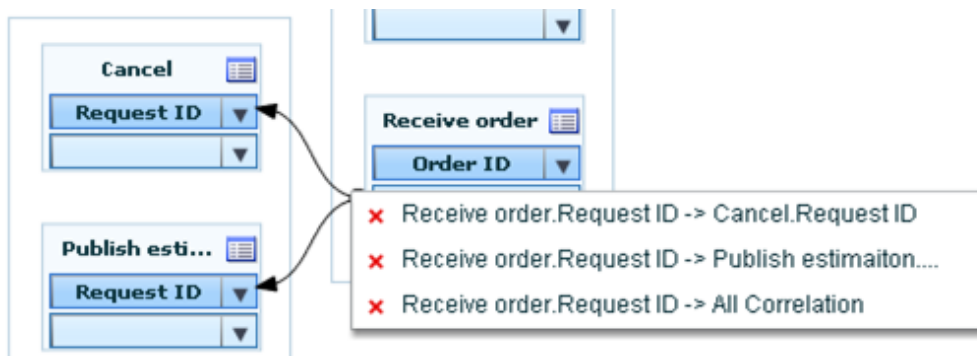 Cancel
Request ID
Receive order
Order ID
Receive order.Request ID -> Cancel.Request ID
Receive order.Request ID -> Publish estimaiton....
Receive order.Request ID -> All Correlation
Publish esti...
Request ID